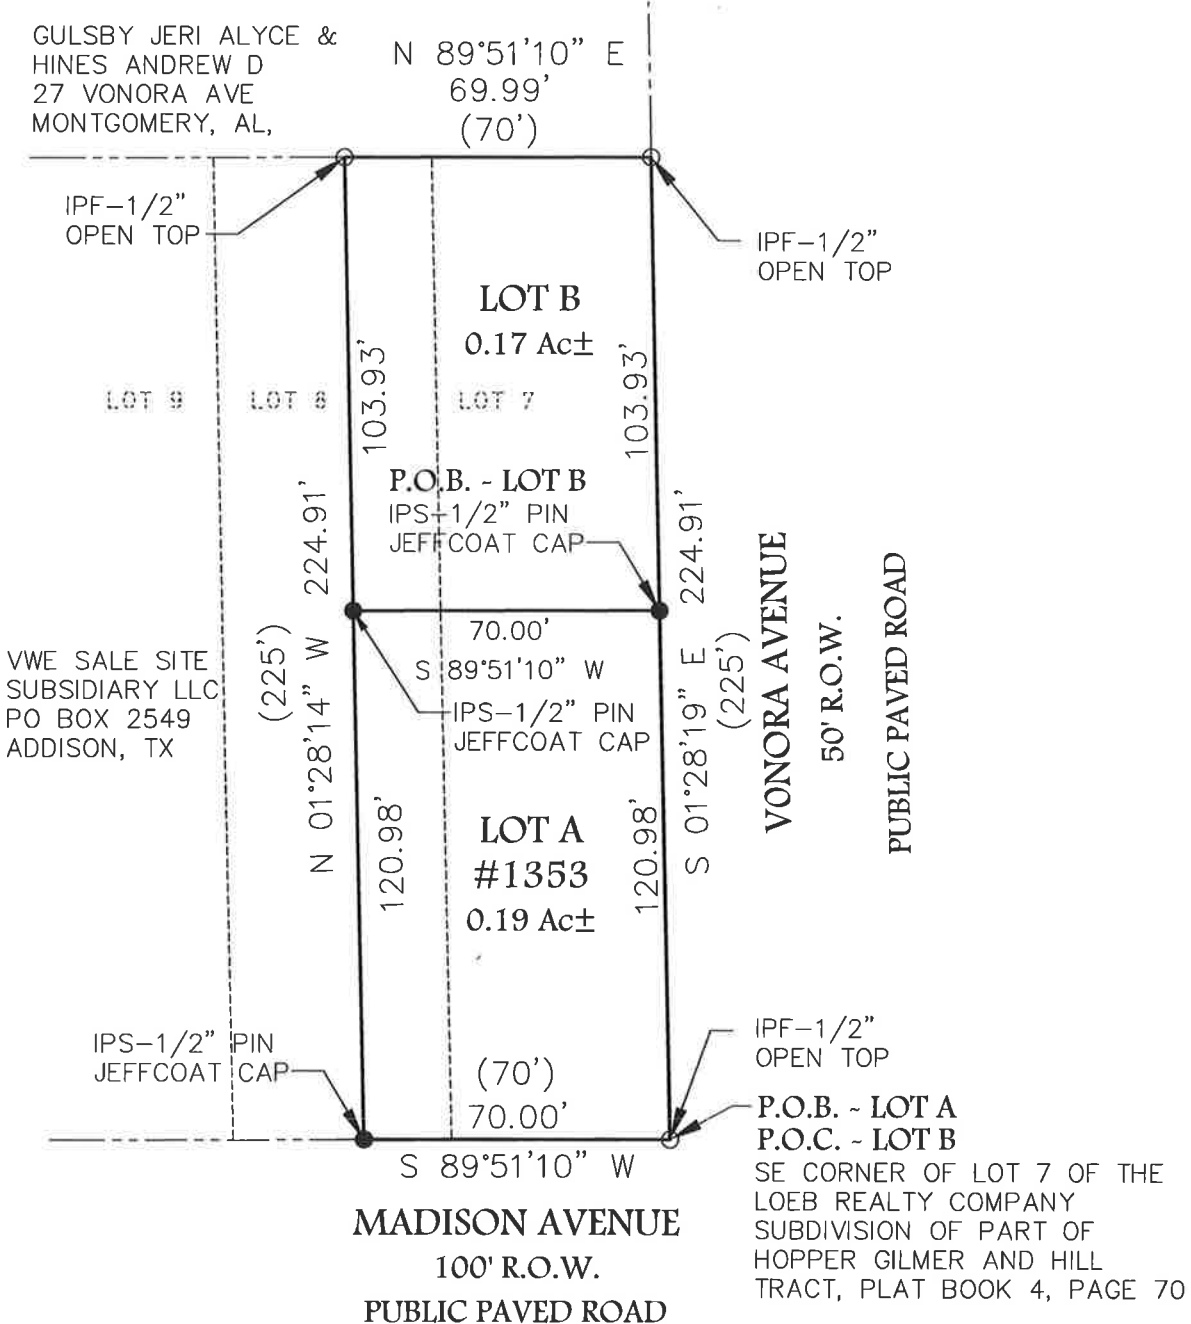 GULSBY JERI ALYCE &
HINES ANDREW D
27 VONORA AVE
MONTGOMERY, AL,
N 89°51'10" E
69.99'
(70')
IPF-1/2"
OPEN TOP
IPF-1/2"
OPEN TOP
LOT B
0.17 Ac±
103.93'
103.93'
LOT 9
LOT 8
LOT 7
P.O.B. ~ LOT B
IPS-1/2" PIN
JEFFCOAT CAP
N 01°28'14" W 224.91'
(225')
S 01°28'19" E 224.91'
(225')
VONORA AVENUE
50' R.O.W.
PUBLIC PAVED ROAD
70.00'
S 89°51'10" W
VWE SALE SITE
SUBSIDIARY LLC
PO BOX 2549
ADDISON, TX
IPS-1/2" PIN
JEFFCOAT CAP
120.98'
LOT A
#1353
0.19 Ac±
120.98'
IPS-1/2" PIN
JEFFCOAT CAP
IPF-1/2"
OPEN TOP
(70')
70.00'
S 89°51'10" W
P.O.B. ~ LOT A
P.O.C. ~ LOT B
SE CORNER OF LOT 7 OF THE
LOEB REALTY COMPANY
SUBDIVISION OF PART OF
HOPPER GILMER AND HILL
TRACT, PLAT BOOK 4, PAGE 70
MADISON AVENUE
100' R.O.W.
PUBLIC PAVED ROAD